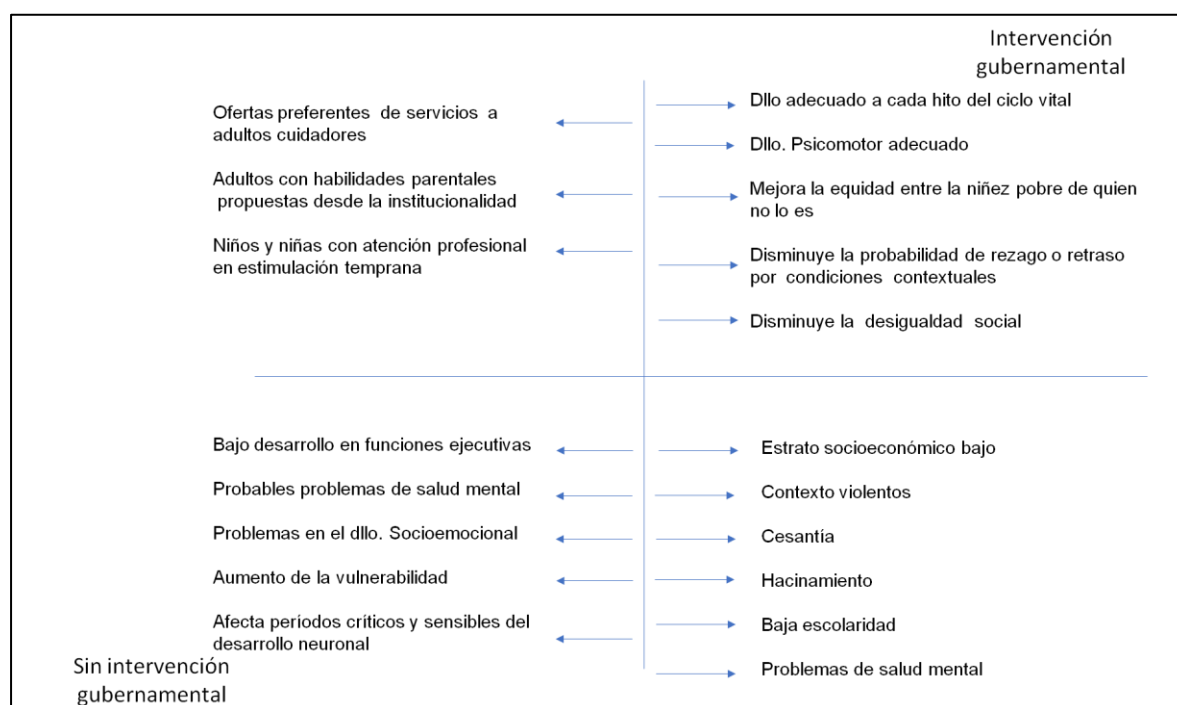 Intervención
gubernamental
Ofertas preferentes de servicios a
adultos cuidadores
Adultos con habilidades parentales
propuestas desde la institucionalidad
Niños y niñas con atención profesional
en estimulación temprana
Dllo adecuado a cada hito del ciclo vital
Dllo. Psicomotor adecuado
Mejora la equidad entre la niñez pobre de quien
no lo es
Disminuye la probabilidad de rezago o retraso
por condiciones contextuales
Disminuye la desigualdad social
Bajo desarrollo en funciones ejecutivas
Probables problemas de salud mental
Problemas en el dllo. Socioemocional
Aumento de la vulnerabilidad
Afecta períodos críticos y sensibles del
desarrollo neuronal
Estrato socioeconómico bajo
Contexto violentos
Cesantía
Hacinamiento
Baja escolaridad
Problemas de salud mental
Sin intervención
gubernamental